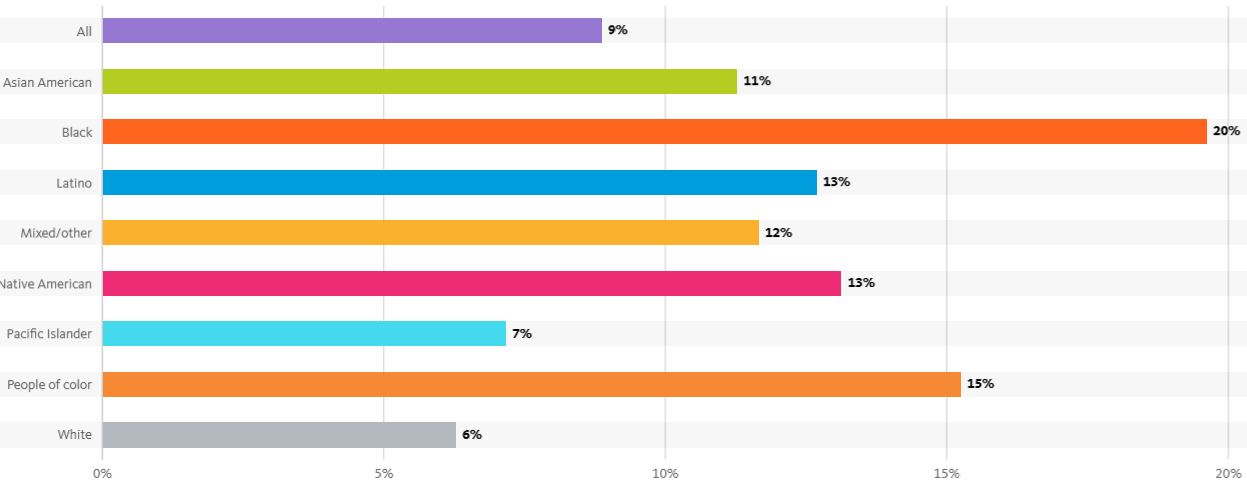 All 9%
Asian American 11%
Black 20%
Latino 13%
Mixed/other 12%
Native American 13%
Pacific Islander 7%
People of color 15%
White 6%
0% 5% 10% 15% 20%